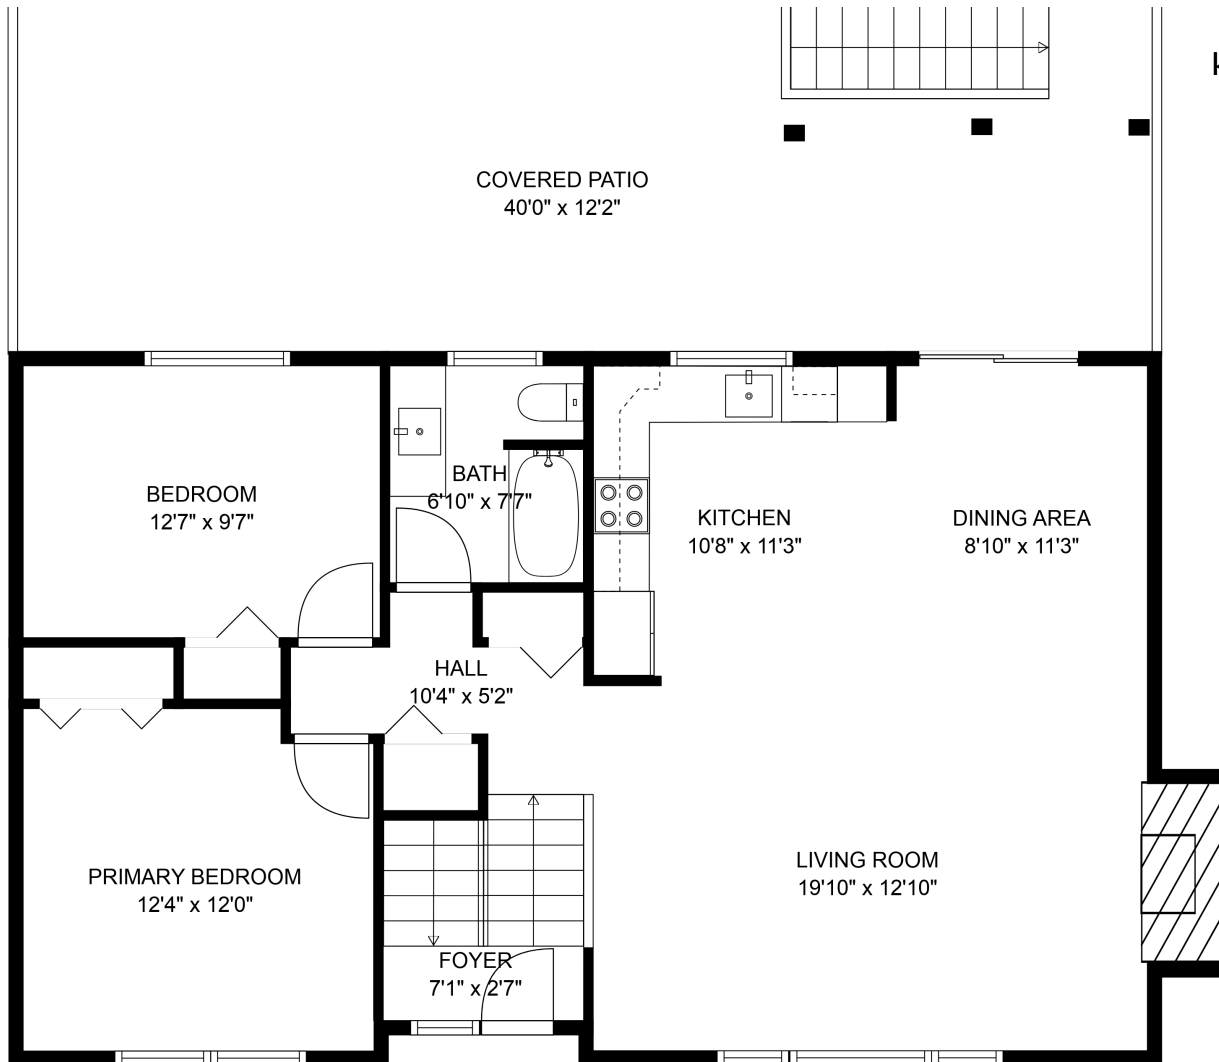 COVERED PATIO
40'0" x 12'2"
BEDROOM
12'7" x 9'7"
BATH
6'10" x 7'7"
KITCHEN
10'8" x 11'3"
DINING AREA
8'10" x 11'3"
HALL
10'4" x 5'2"
PRIMARY BEDROOM
12'4" x 12'0"
LIVING ROOM
19'10" x 12'10"
FOYER
7'1" x 2'7"